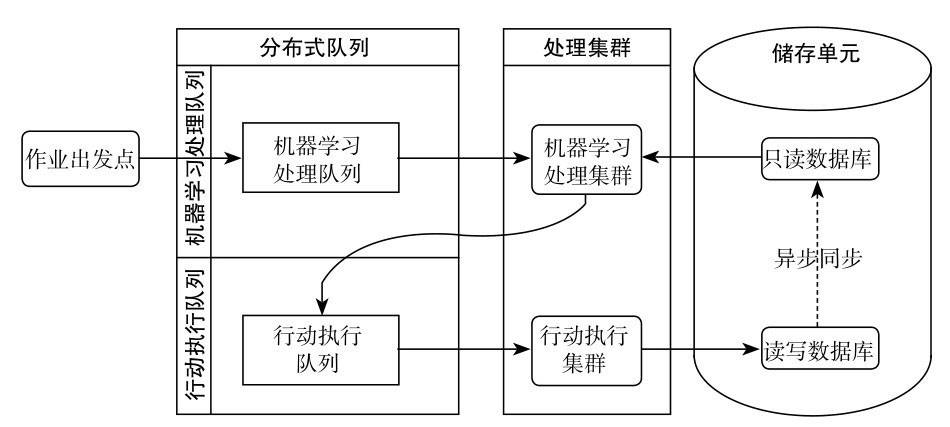 分布式队列
处理集群
储存单元
机器学习处理队列
作业出发点
机器学习
处理队列
机器学习
处理集群
只读数据库
异步同步
行动执行队列
行动执行
队列
行动执行
集群
读写数据库